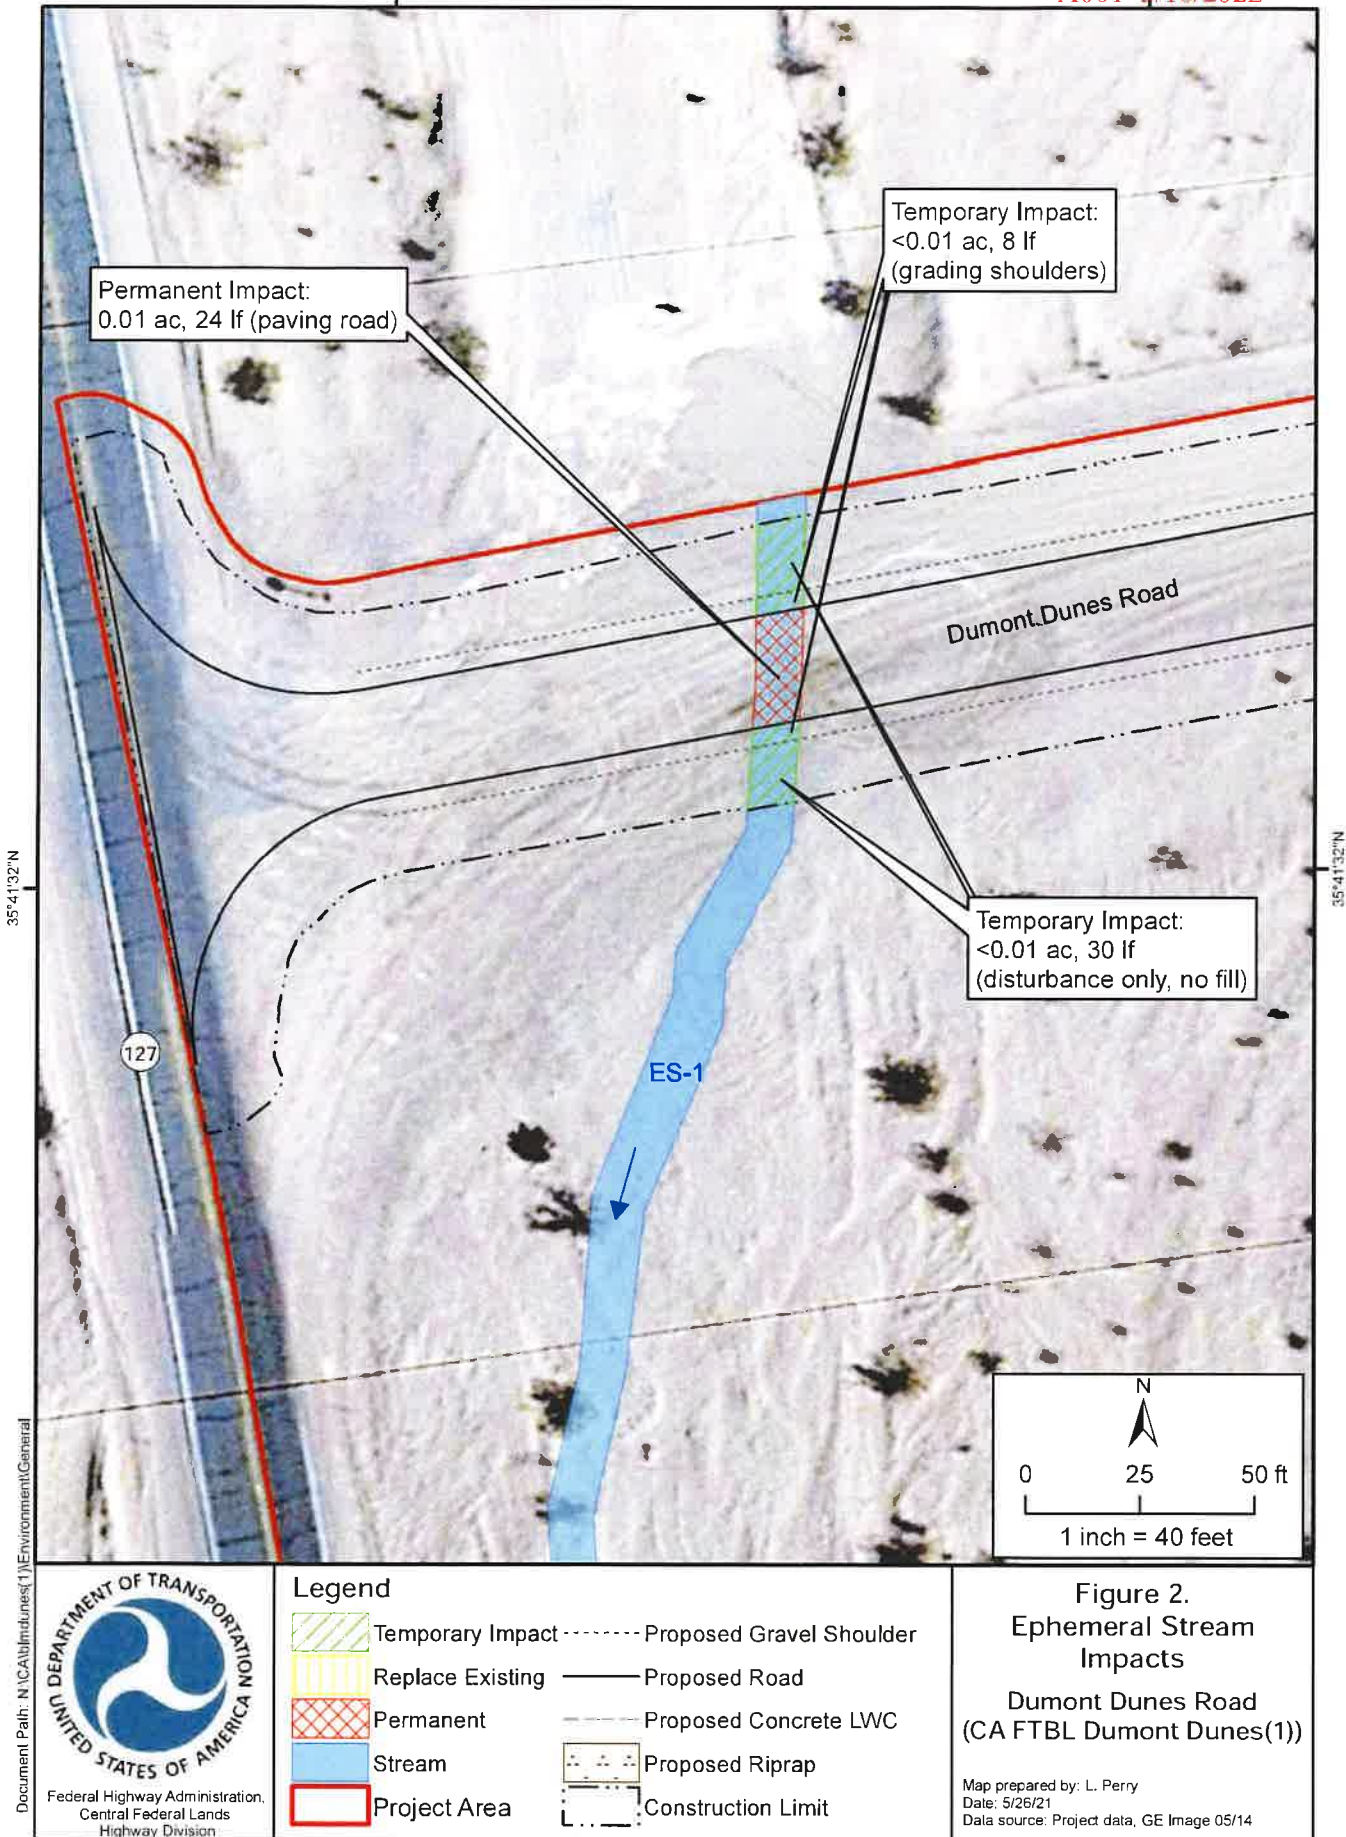 Temporary Impact:
<0.01 ac, 8 lf
(grading shoulders)
Permanent Impact:
0.01 ac, 24 lf (paving road)
Dumont Dunes Road
35°41'32"N
35°41'32"N
Temporary Impact:
<0.01 ac, 30 lf
(disturbance only, no fill)
127
ES-1
N
0 25 50 ft
1 inch = 40 feet
Document Path: N:\CA\blmdunes(1)\Environment\General
UNITED STATES OF AMERICA
DEPARTMENT OF TRANSPORTATION
Federal Highway Administration,
Central Federal Lands
Highway Division
Legend
Temporary Impact
Replace Existing
Permanent
Stream
Project Area
Proposed Gravel Shoulder
Proposed Road
Proposed Concrete LWC
Proposed Riprap
Construction Limit
Figure 2.
Ephemeral Stream
Impacts
Dumont Dunes Road
(CA FTBL Dumont Dunes(1))
Map prepared by: L. Perry
Date: 5/26/21
Data source: Project data, GE Image 05/14